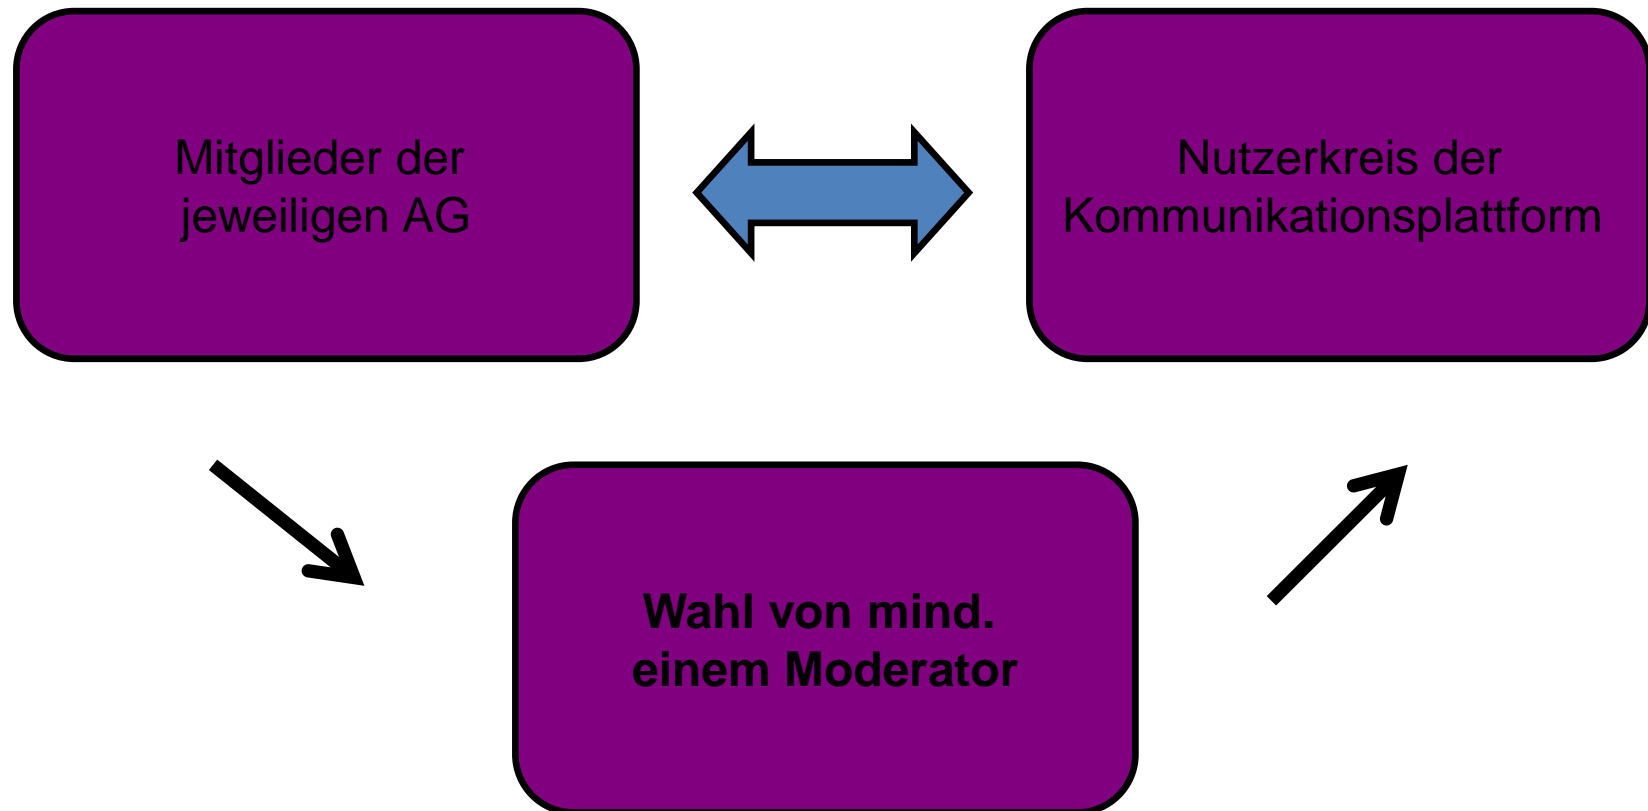 Mitglieder der
jeweiligen AG
Nutzerkreis der
Kommunikationsplattform
Wahl von mind.
einem Moderator